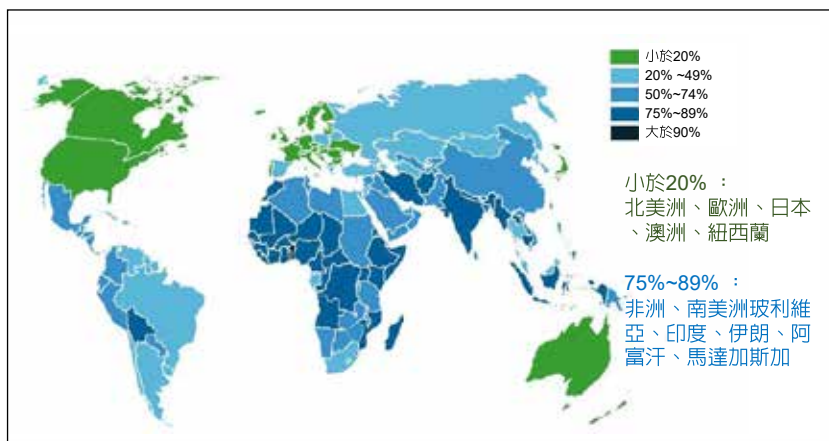 小於20%
20% ~49%
50%~74%
75%~89%
大於90%
小於20% ：
北美洲、歐洲、日本
、澳洲、紐西蘭
75%~89% ：
非洲、南美洲玻利維
亞、印度、伊朗、阿
富汗、馬達加斯加